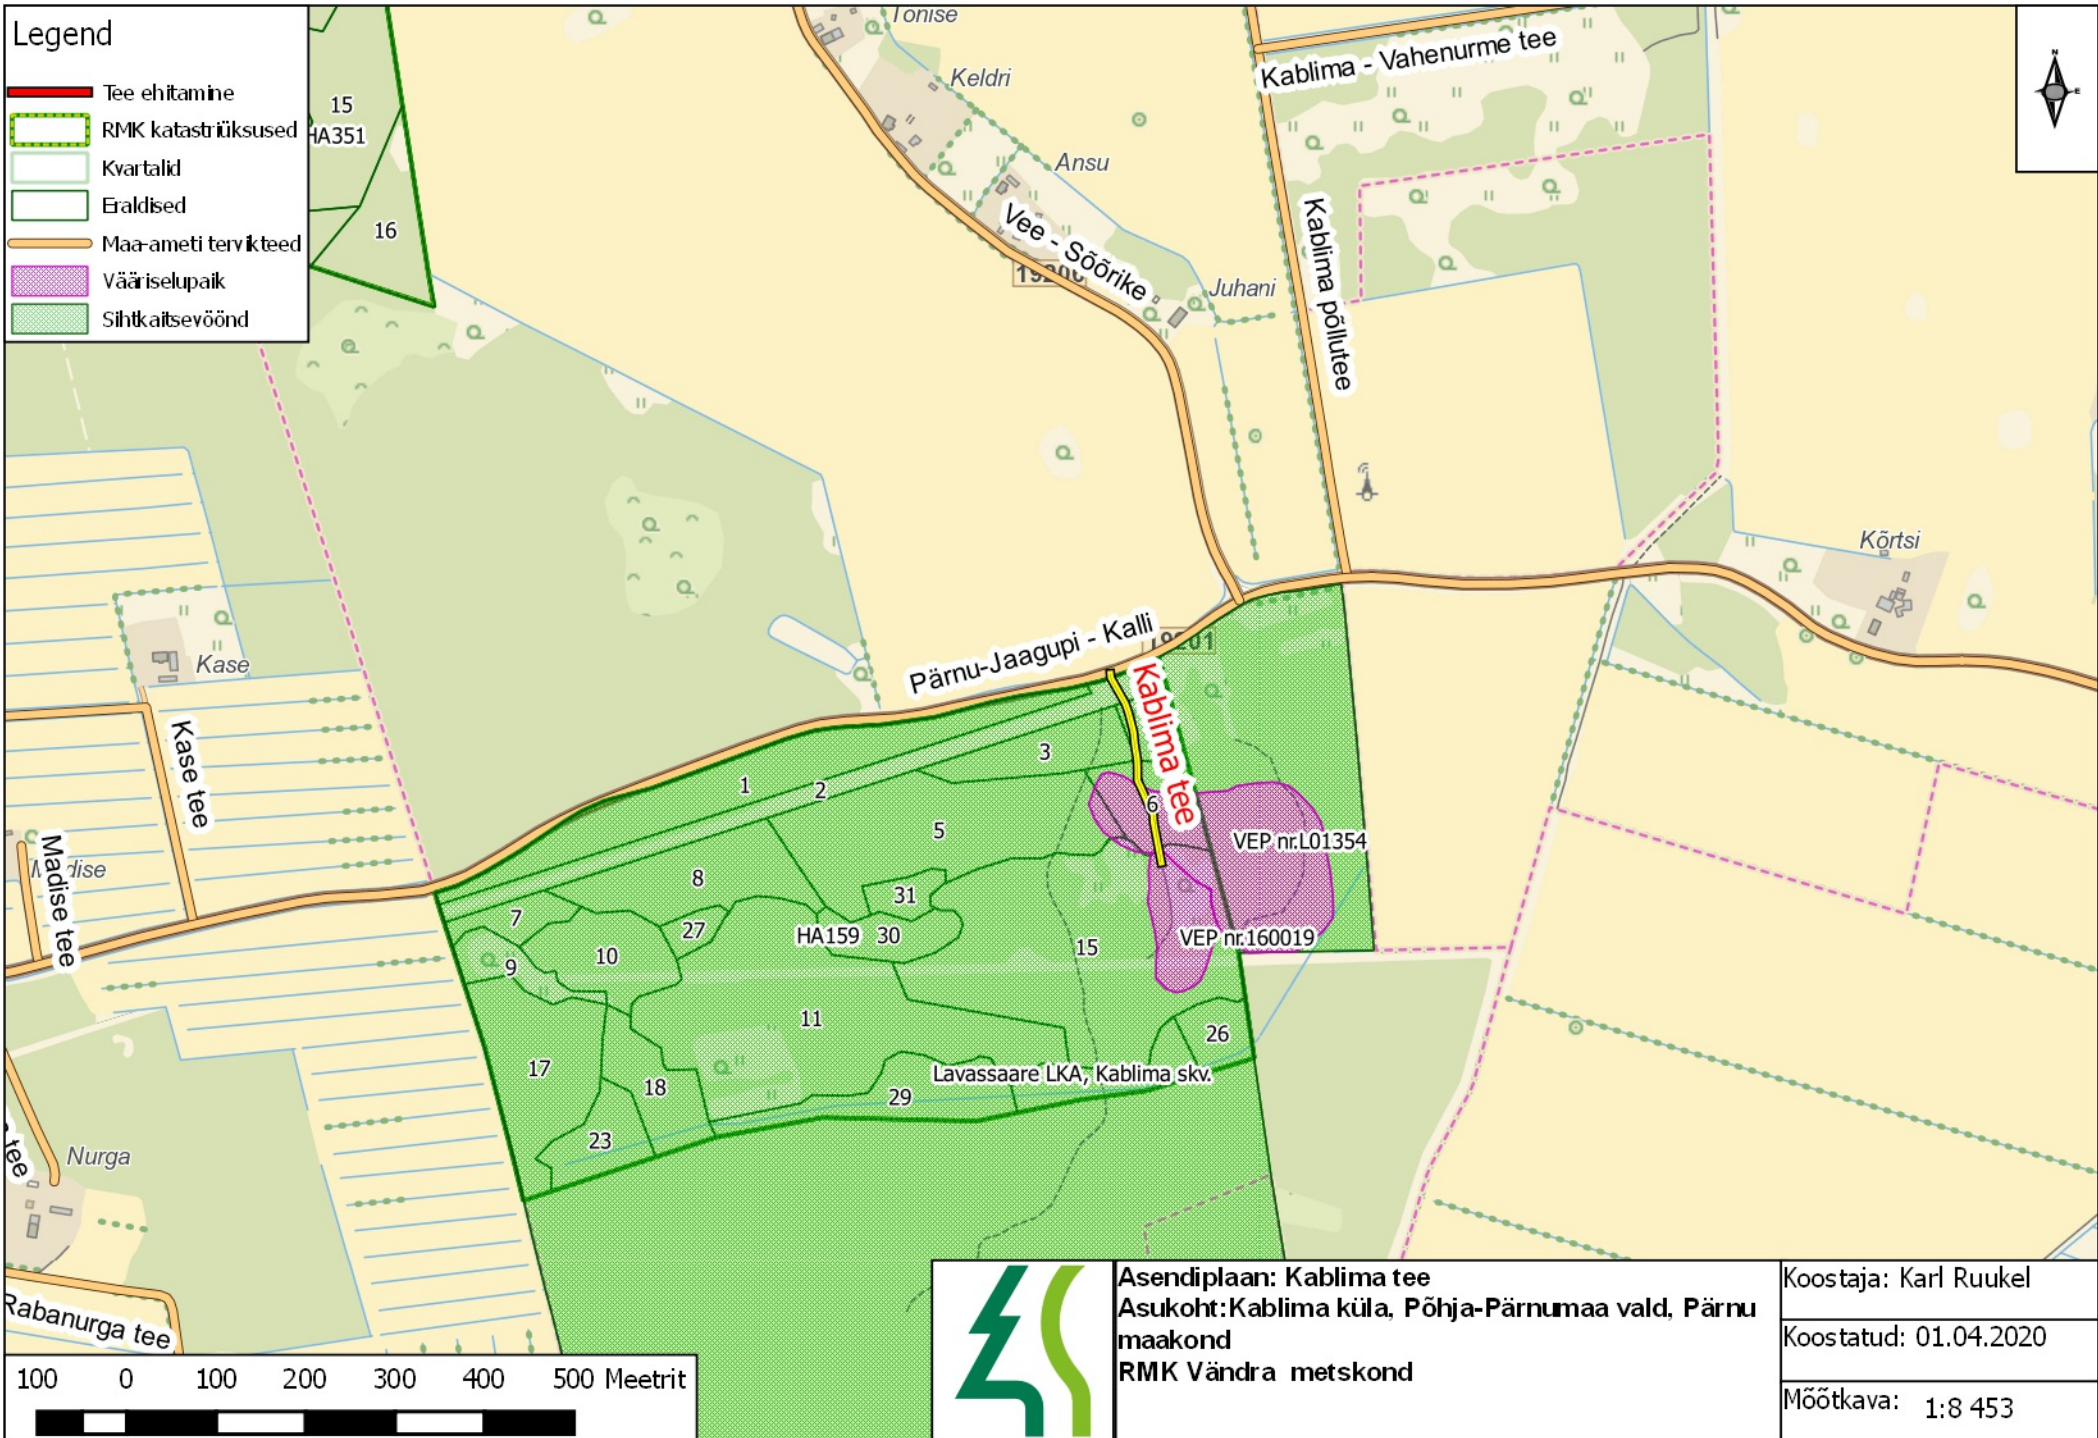 Legend
Tee ehitamine
RMK katastriüksused
Kvartalid
Eraldised
Maa-ameti tervikteed
Vääriselupaik
Sihtkaitsevöönd
15
HA351
16
Tonise
Keldri
Ansu
Vee - Sõõrike
Juhani
Kablima - Vahenurme tee
Kablima põllutee
N
E
Kõrtsi
Kase
Kase tee
Madise tee
Nurga
tee
Rabanurga tee
Pärnu-Jaagupi - Kalli
Kablima tee
1
2
3
5
6
7
8
9
10
27
31
HA159
30
15
11
17
18
23
29
26
VEP nr.L01354
VEP nr.160019
Lavassaare LKA, Kablima skv.
100 0 100 200 300 400 500 Meetrit
Asendiplaan: Kablima tee
Asukoht:Kablima küla, Põhja-Pärnumaa vald, Pärnu
maakond
RMK Vändra metskond
Koostaja: Karl Ruukel
Koostatud: 01.04.2020
Mõõtkava: 1:8 453